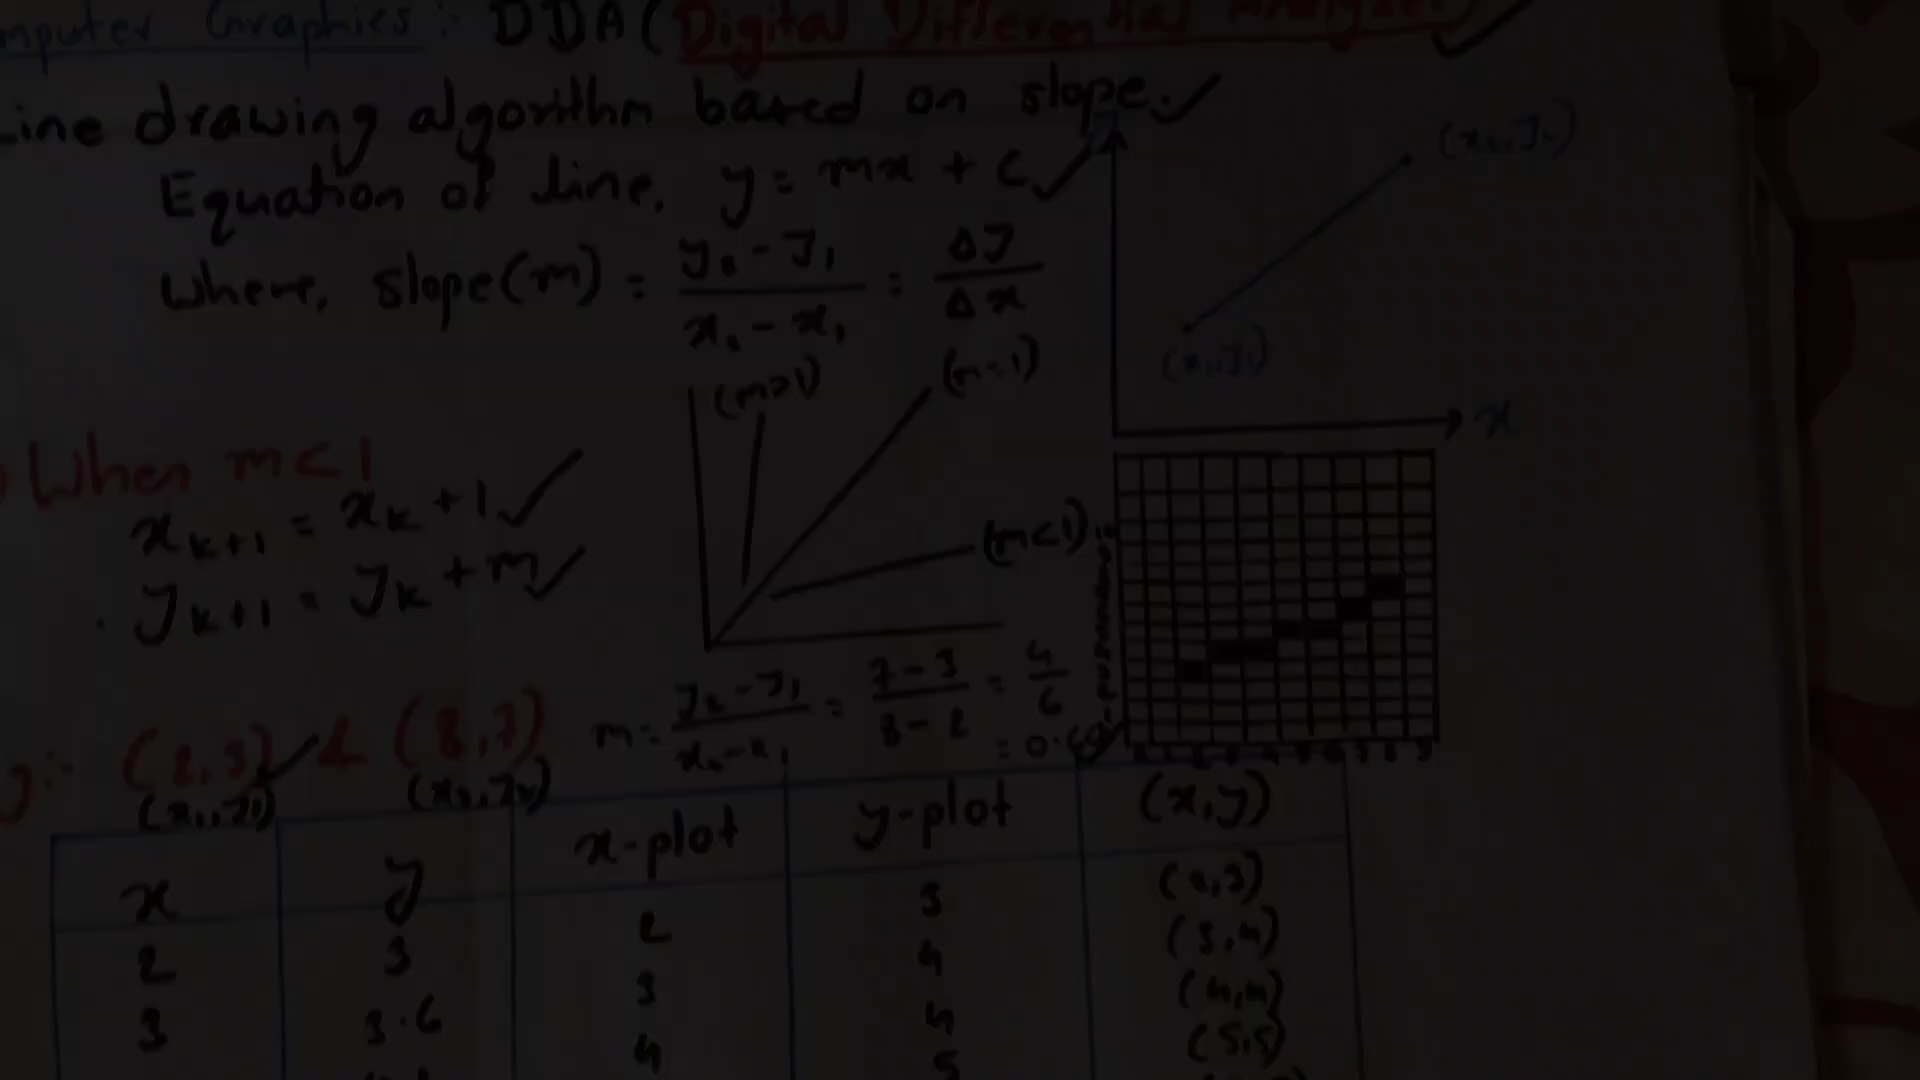 Computer Graphics:- DDA (Digital Differential Analyzer)
Line drawing algorithm based on slope.
Equation of line, y = mx + c
where, slope(m) = y₂ - y₁ / x₂ - x₁ = Δy / Δx
y
(x₂, y₂)
(x₁, y₁)
x
(m>1)
(m=1)
(m<1)
When m<1
xₖ₊₁ = xₖ + 1
yₖ₊₁ = yₖ + m
(2,3) & (8,7)
(x₁, y₁) (x₂, y₂)
m = y₂ - y₁ / x₂ - x₁ = 7 - 3 / 8 - 2 = 4 / 6
x y x-plot y-plot (x,y)
2 3 2 3 (2,3)
3 3.6 3 4 (3,4)
4 4 (4,4)
5 (5,5)